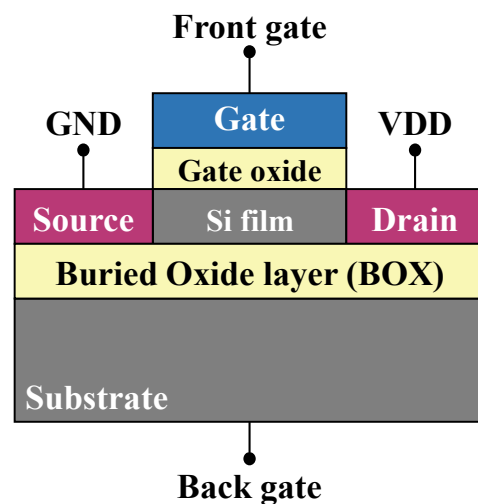 Front gate
GND
Gate
VDD
Gate oxide
Source
Si film
Drain
Buried Oxide layer (BOX)
Substrate
Back gate